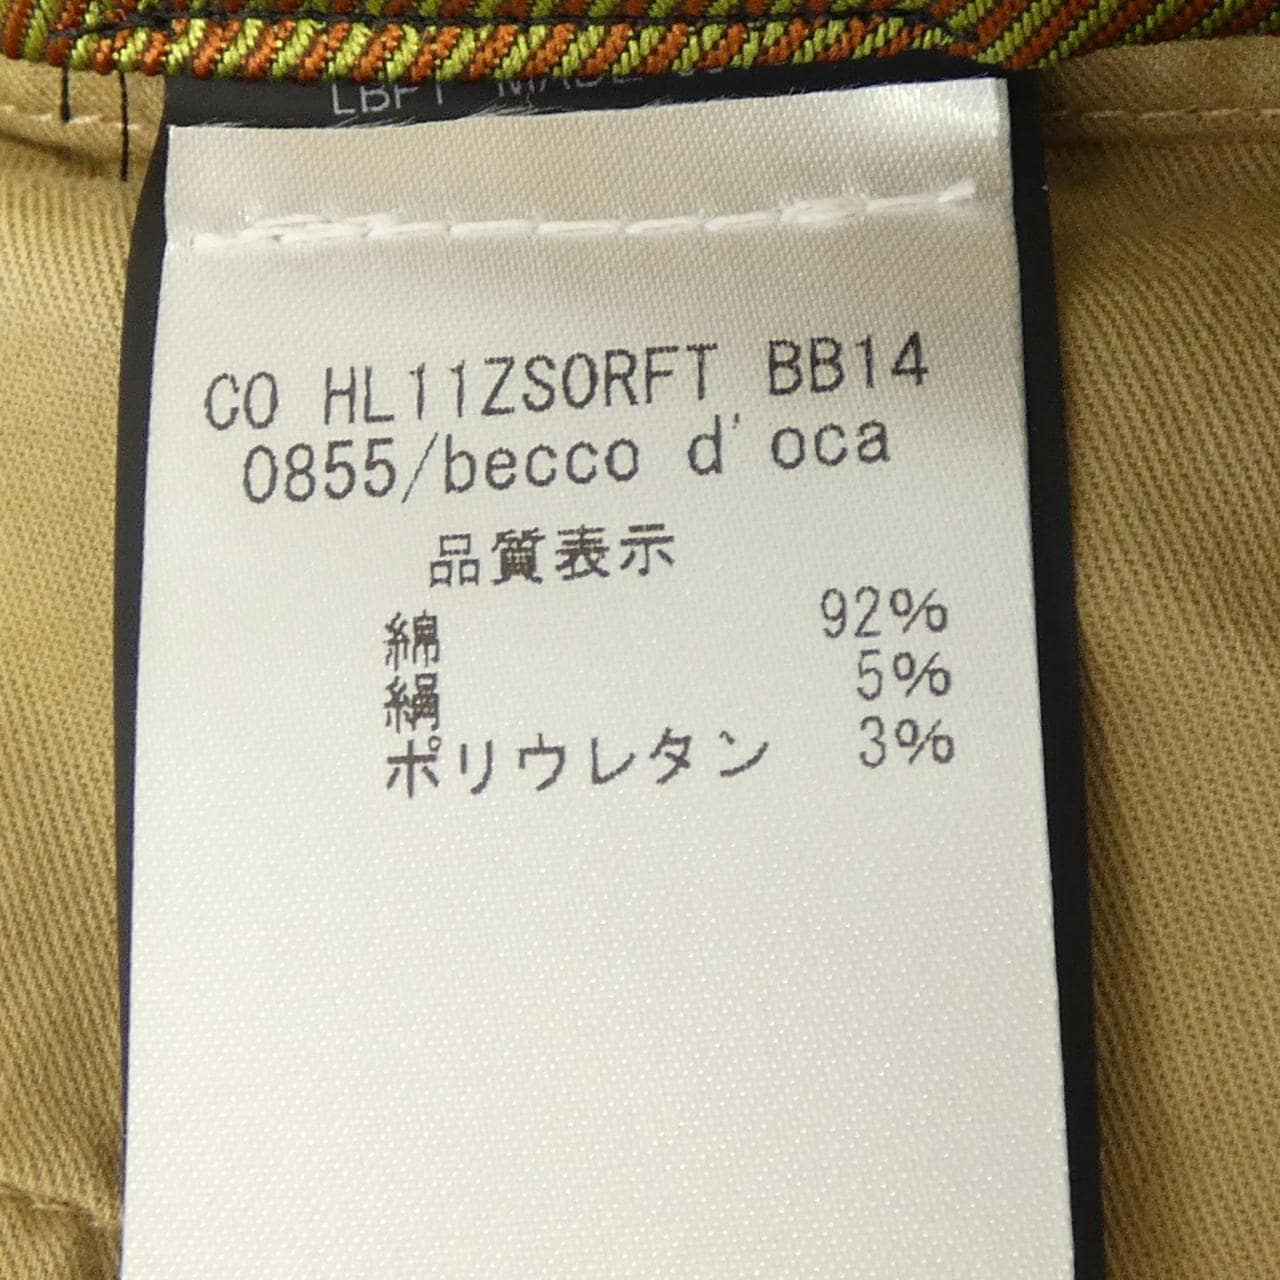 CO HL11ZSORFT BB14
0855/becco d'oca
品質表示
綿 92%
絹 5%
ポリウレタン 3%